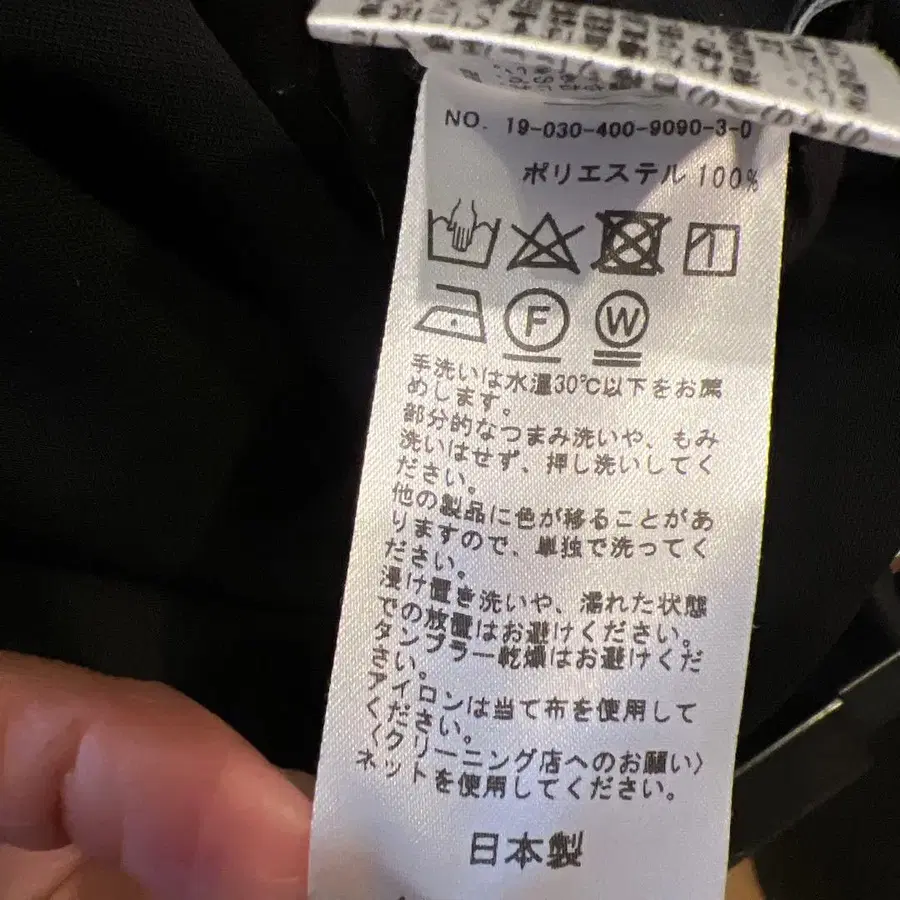 NO. 19-030-400-9090-3-0
ポリエステル 100%
F W
手洗いは水温30℃以下をお薦
めします。
部分的なつまみ洗いや、もみ
洗いはせず、押し洗いしてく
ださい。
他の製品に色が移ることがあ
りますので、単独で洗ってく
ださい。
浸け置き洗いや、濡れた状態
での放置はお避けください。
タンブラー乾燥はお避けくだ
さい。
アイロンは当て布を使用して
ください。
〈クリーニング店へのお願い〉
ネットを使用してください。
日本製